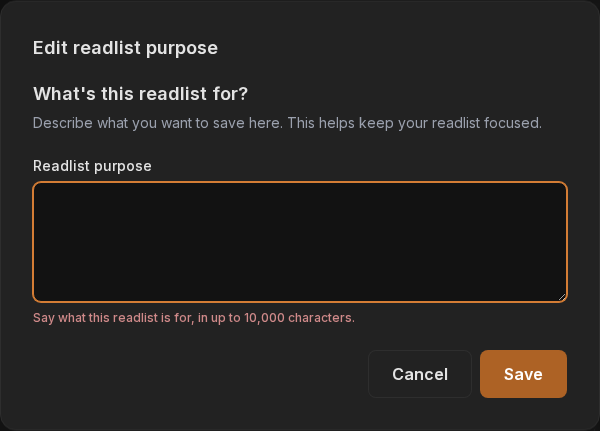 Edit readlist purpose
What's this readlist for?
Describe what you want to save here. This helps keep your readlist focused.
Readlist purpose
Say what this readlist is for, in up to 10,000 characters.
Cancel
Save